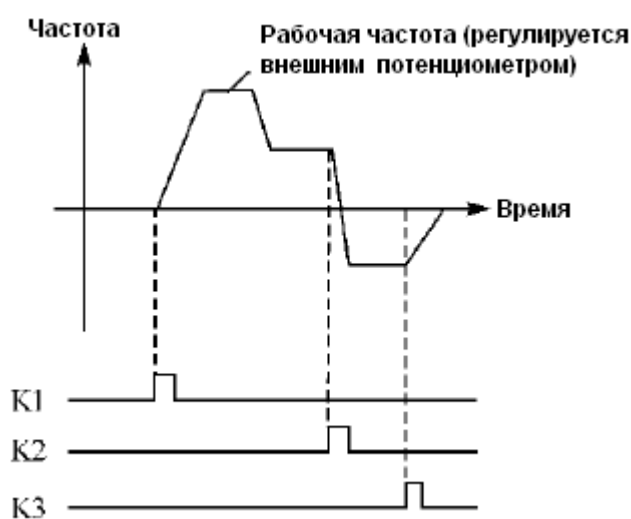 Частота
Рабочая частота (регулируется
внешним потенциометром)
Время
K1
K2
K3